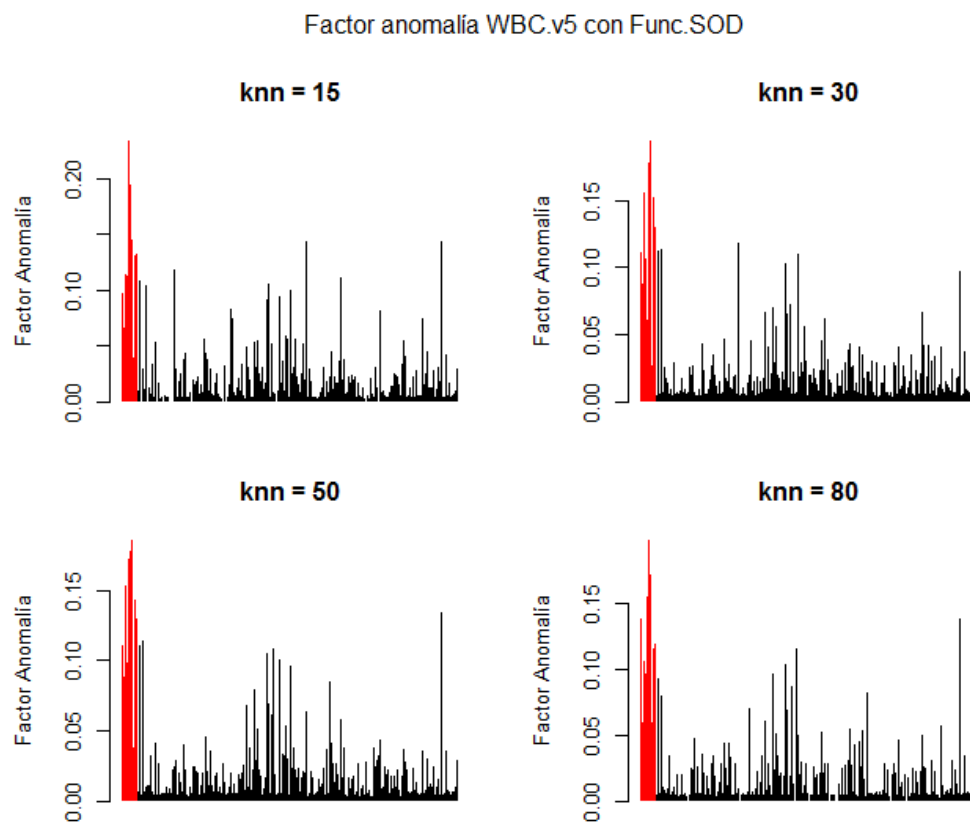 Factor anomalía WBC.v5 con Func.SOD
knn = 15
knn = 30
Factor Anomalía
0.20
0.10
0.00
Factor Anomalía
0.15
0.10
0.05
0.00
knn = 50
knn = 80
Factor Anomalía
0.15
0.10
0.05
0.00
Factor Anomalía
0.15
0.10
0.05
0.00